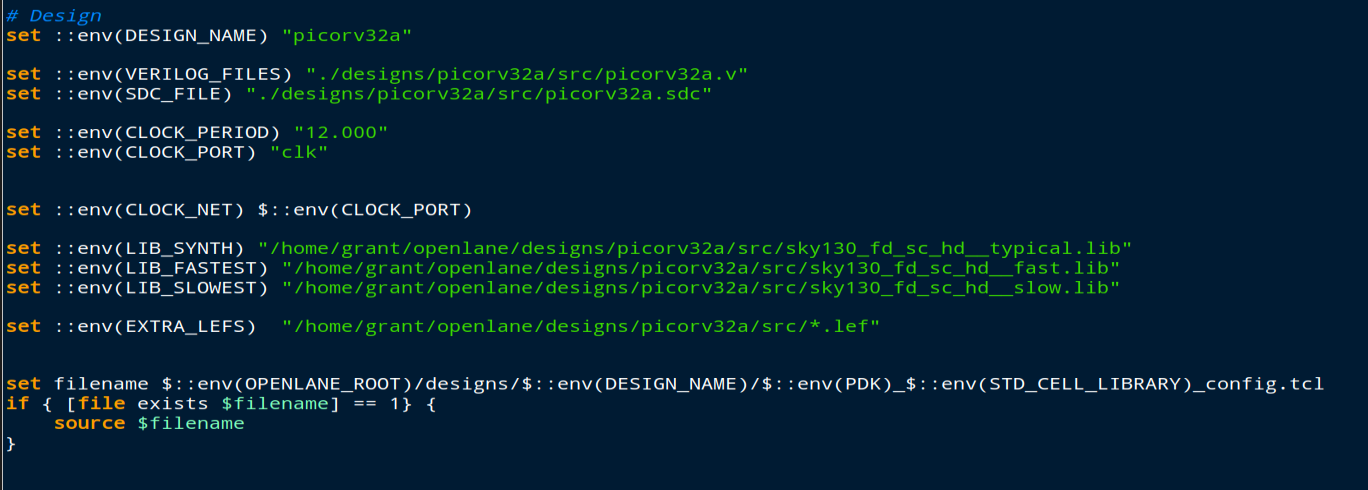 # Design
set ::env(DESIGN_NAME) "picorv32a"
set ::env(VERILOG_FILES) "./designs/picorv32a/src/picorv32a.v"
set ::env(SDC_FILE) "./designs/picorv32a/src/picorv32a.sdc"
set ::env(CLOCK_PERIOD) "12.000"
set ::env(CLOCK_PORT) "clk"
set ::env(CLOCK_NET) $::env(CLOCK_PORT)
set ::env(LIB_SYNTH) "/home/grant/openlane/designs/picorv32a/src/sky130_fd_sc_hd__typical.lib"
set ::env(LIB_FASTEST) "/home/grant/openlane/designs/picorv32a/src/sky130_fd_sc_hd__fast.lib"
set ::env(LIB_SLOWEST) "/home/grant/openlane/designs/picorv32a/src/sky130_fd_sc_hd__slow.lib"
set ::env(EXTRA_LEFS)  "/home/grant/openlane/designs/picorv32a/src/*.lef"
set filename $::env(OPENLANE_ROOT)/designs/$::env(DESIGN_NAME)/$::env(PDK)_$::env(STD_CELL_LIBRARY)_config.tcl
if { [file exists $filename] == 1} {
    source $filename
}